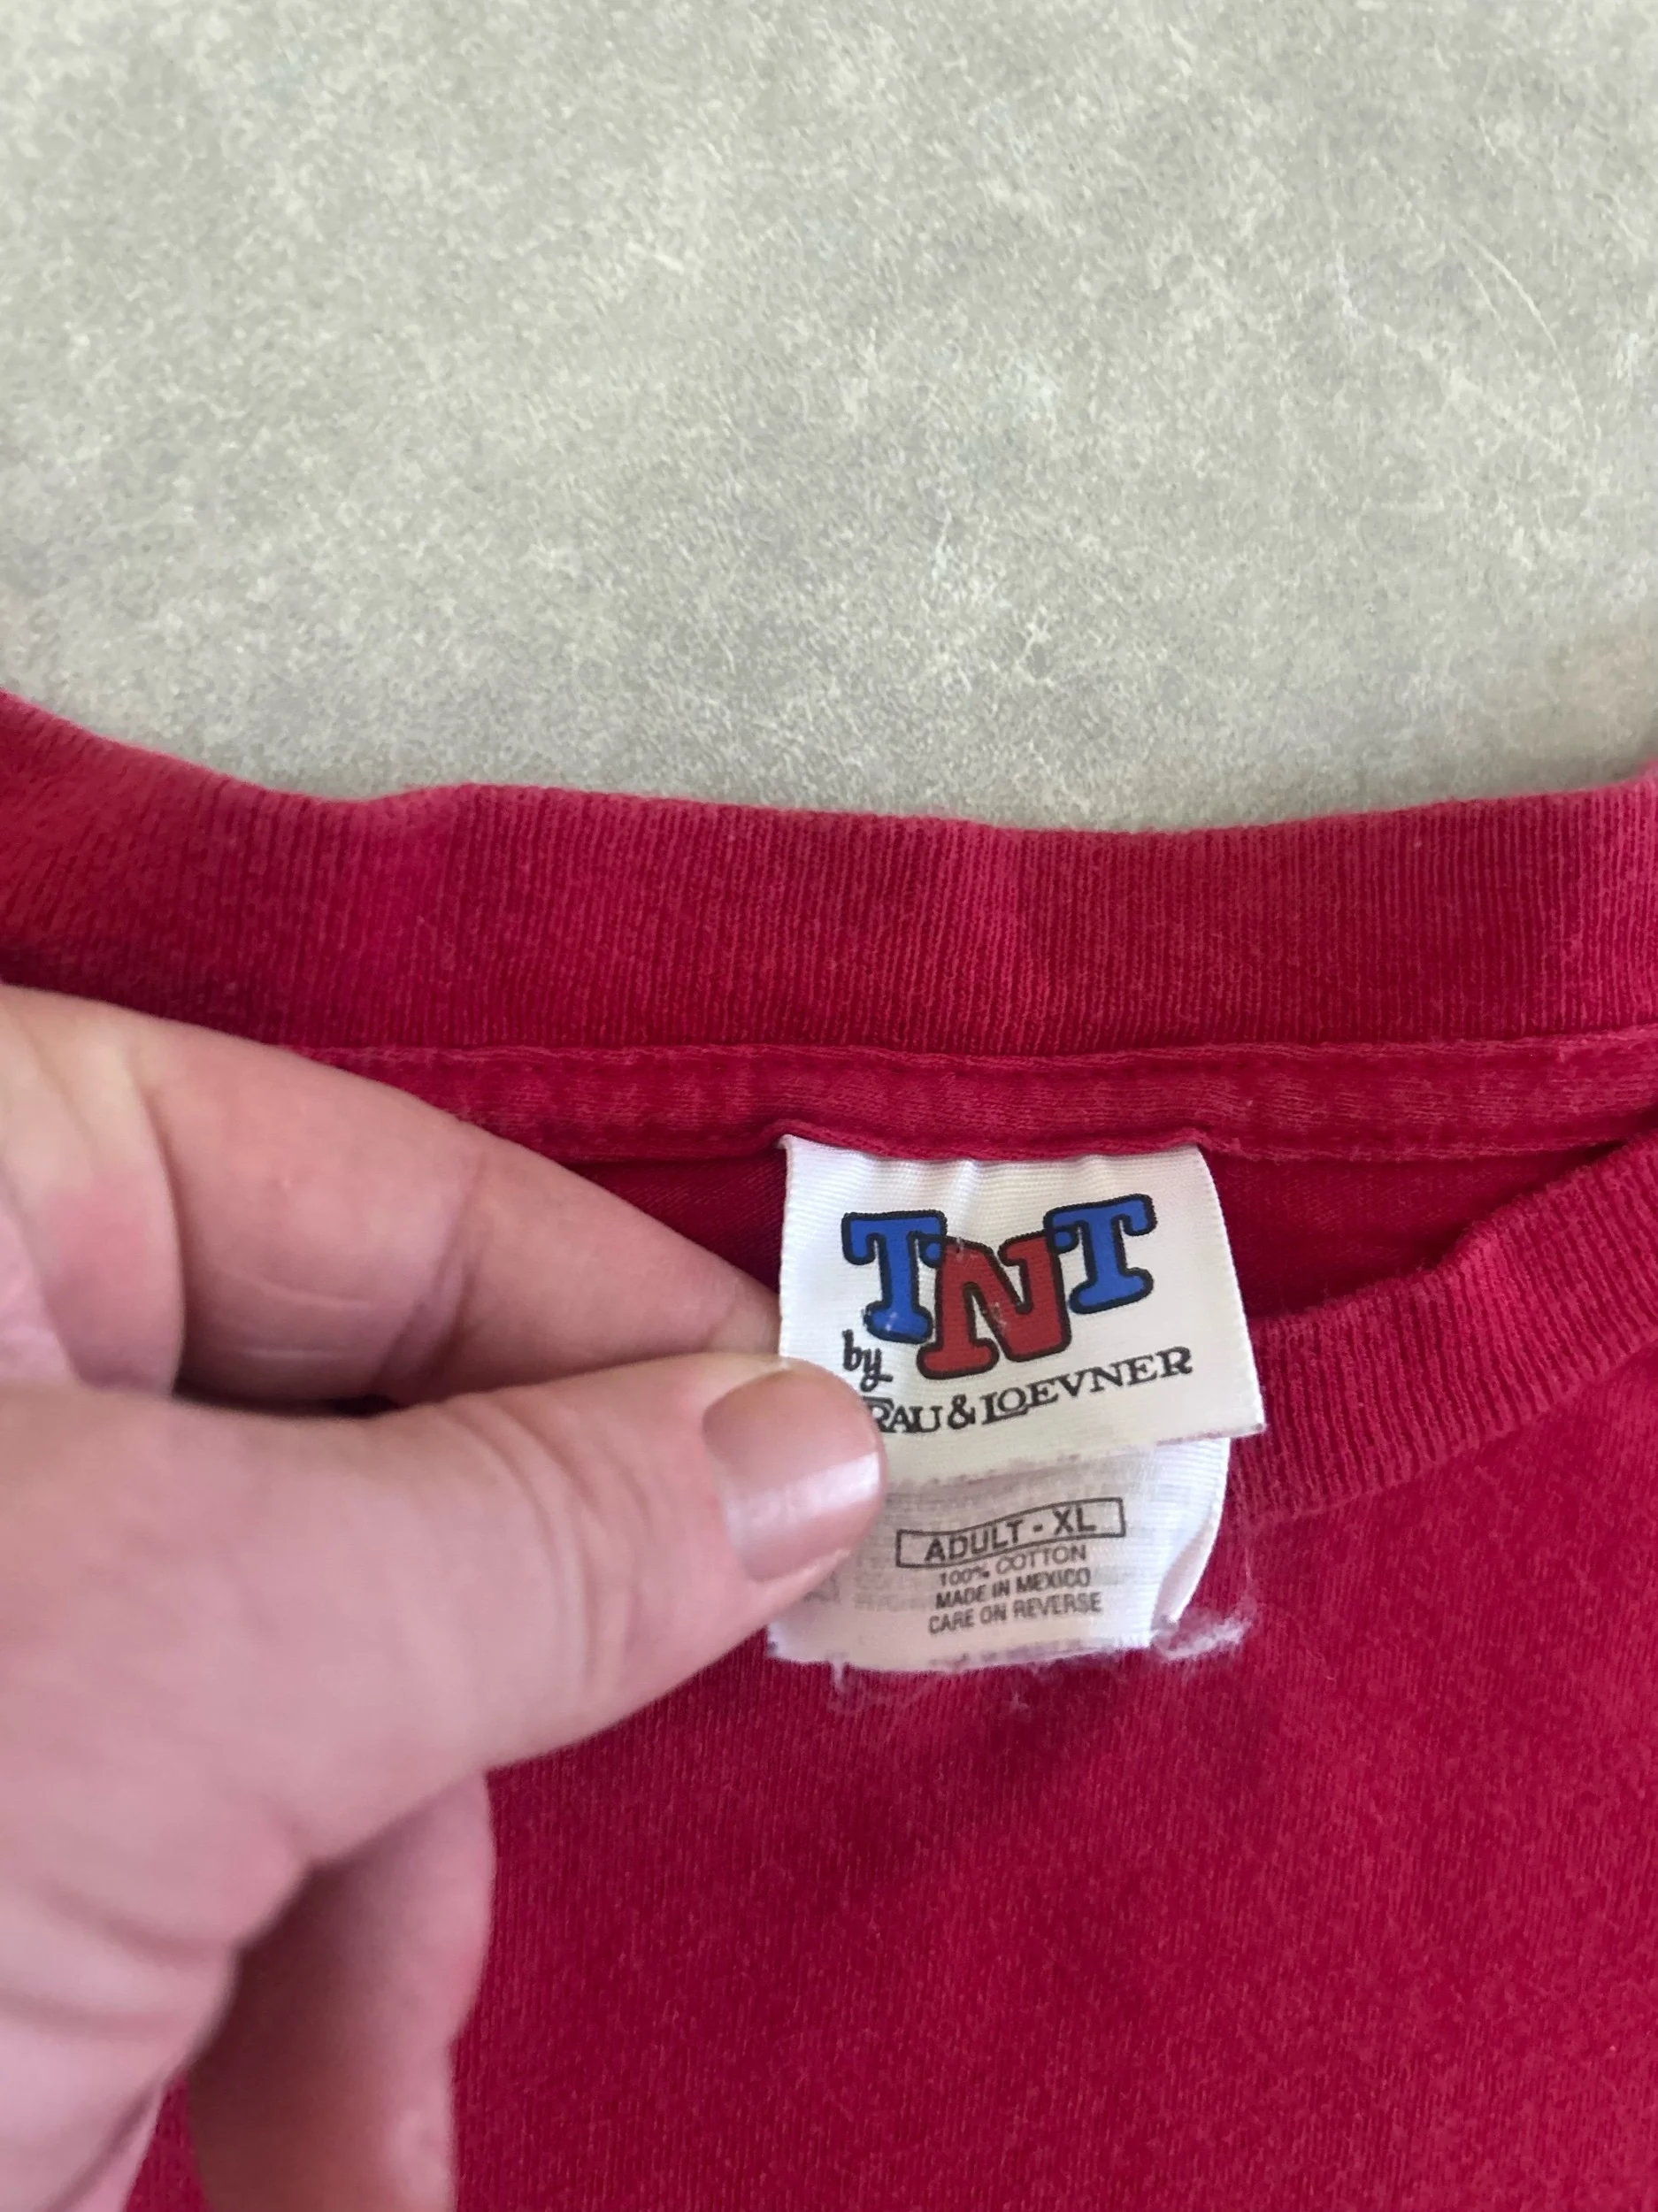 TNT
by
RAU & LOEVNER
ADULT - XL
100% COTTON
MADE IN MEXICO
CARE ON REVERSE